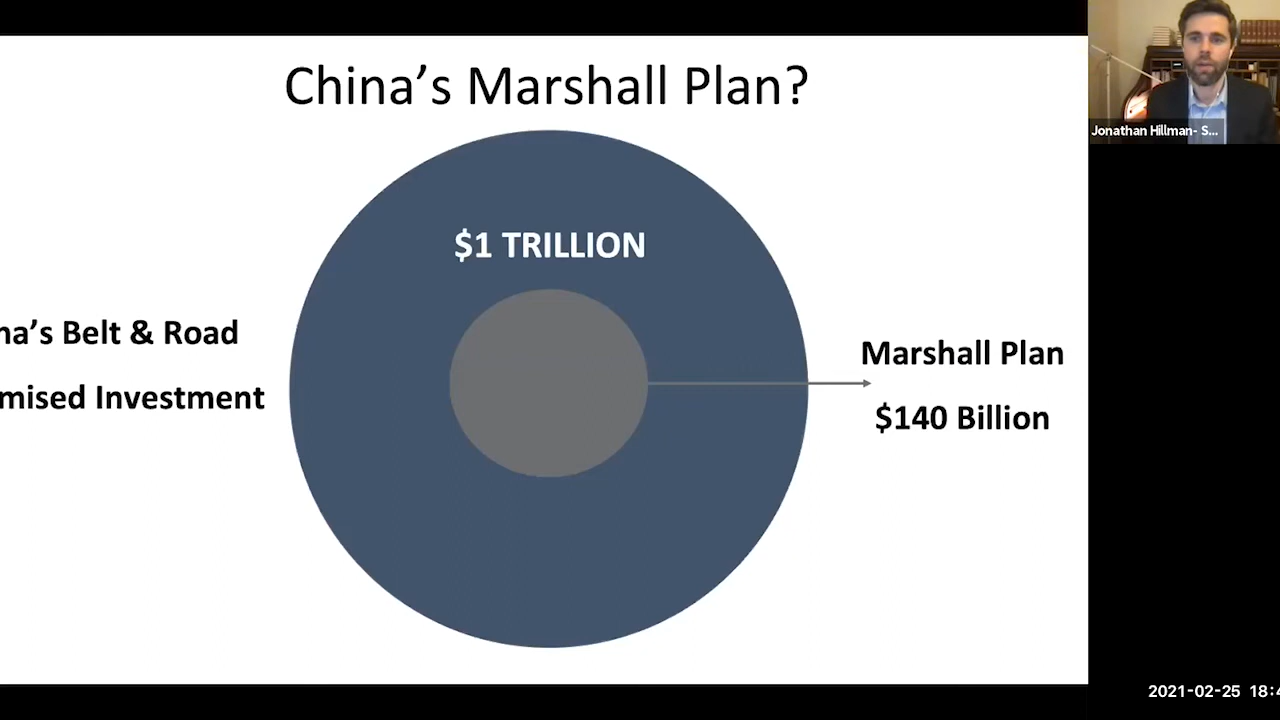 China's Marshall Plan?
$1 TRILLION
na's Belt & Road
mised Investment
Marshall Plan
$140 Billion
Jonathan Hillman- S...
2021-02-25 18:4